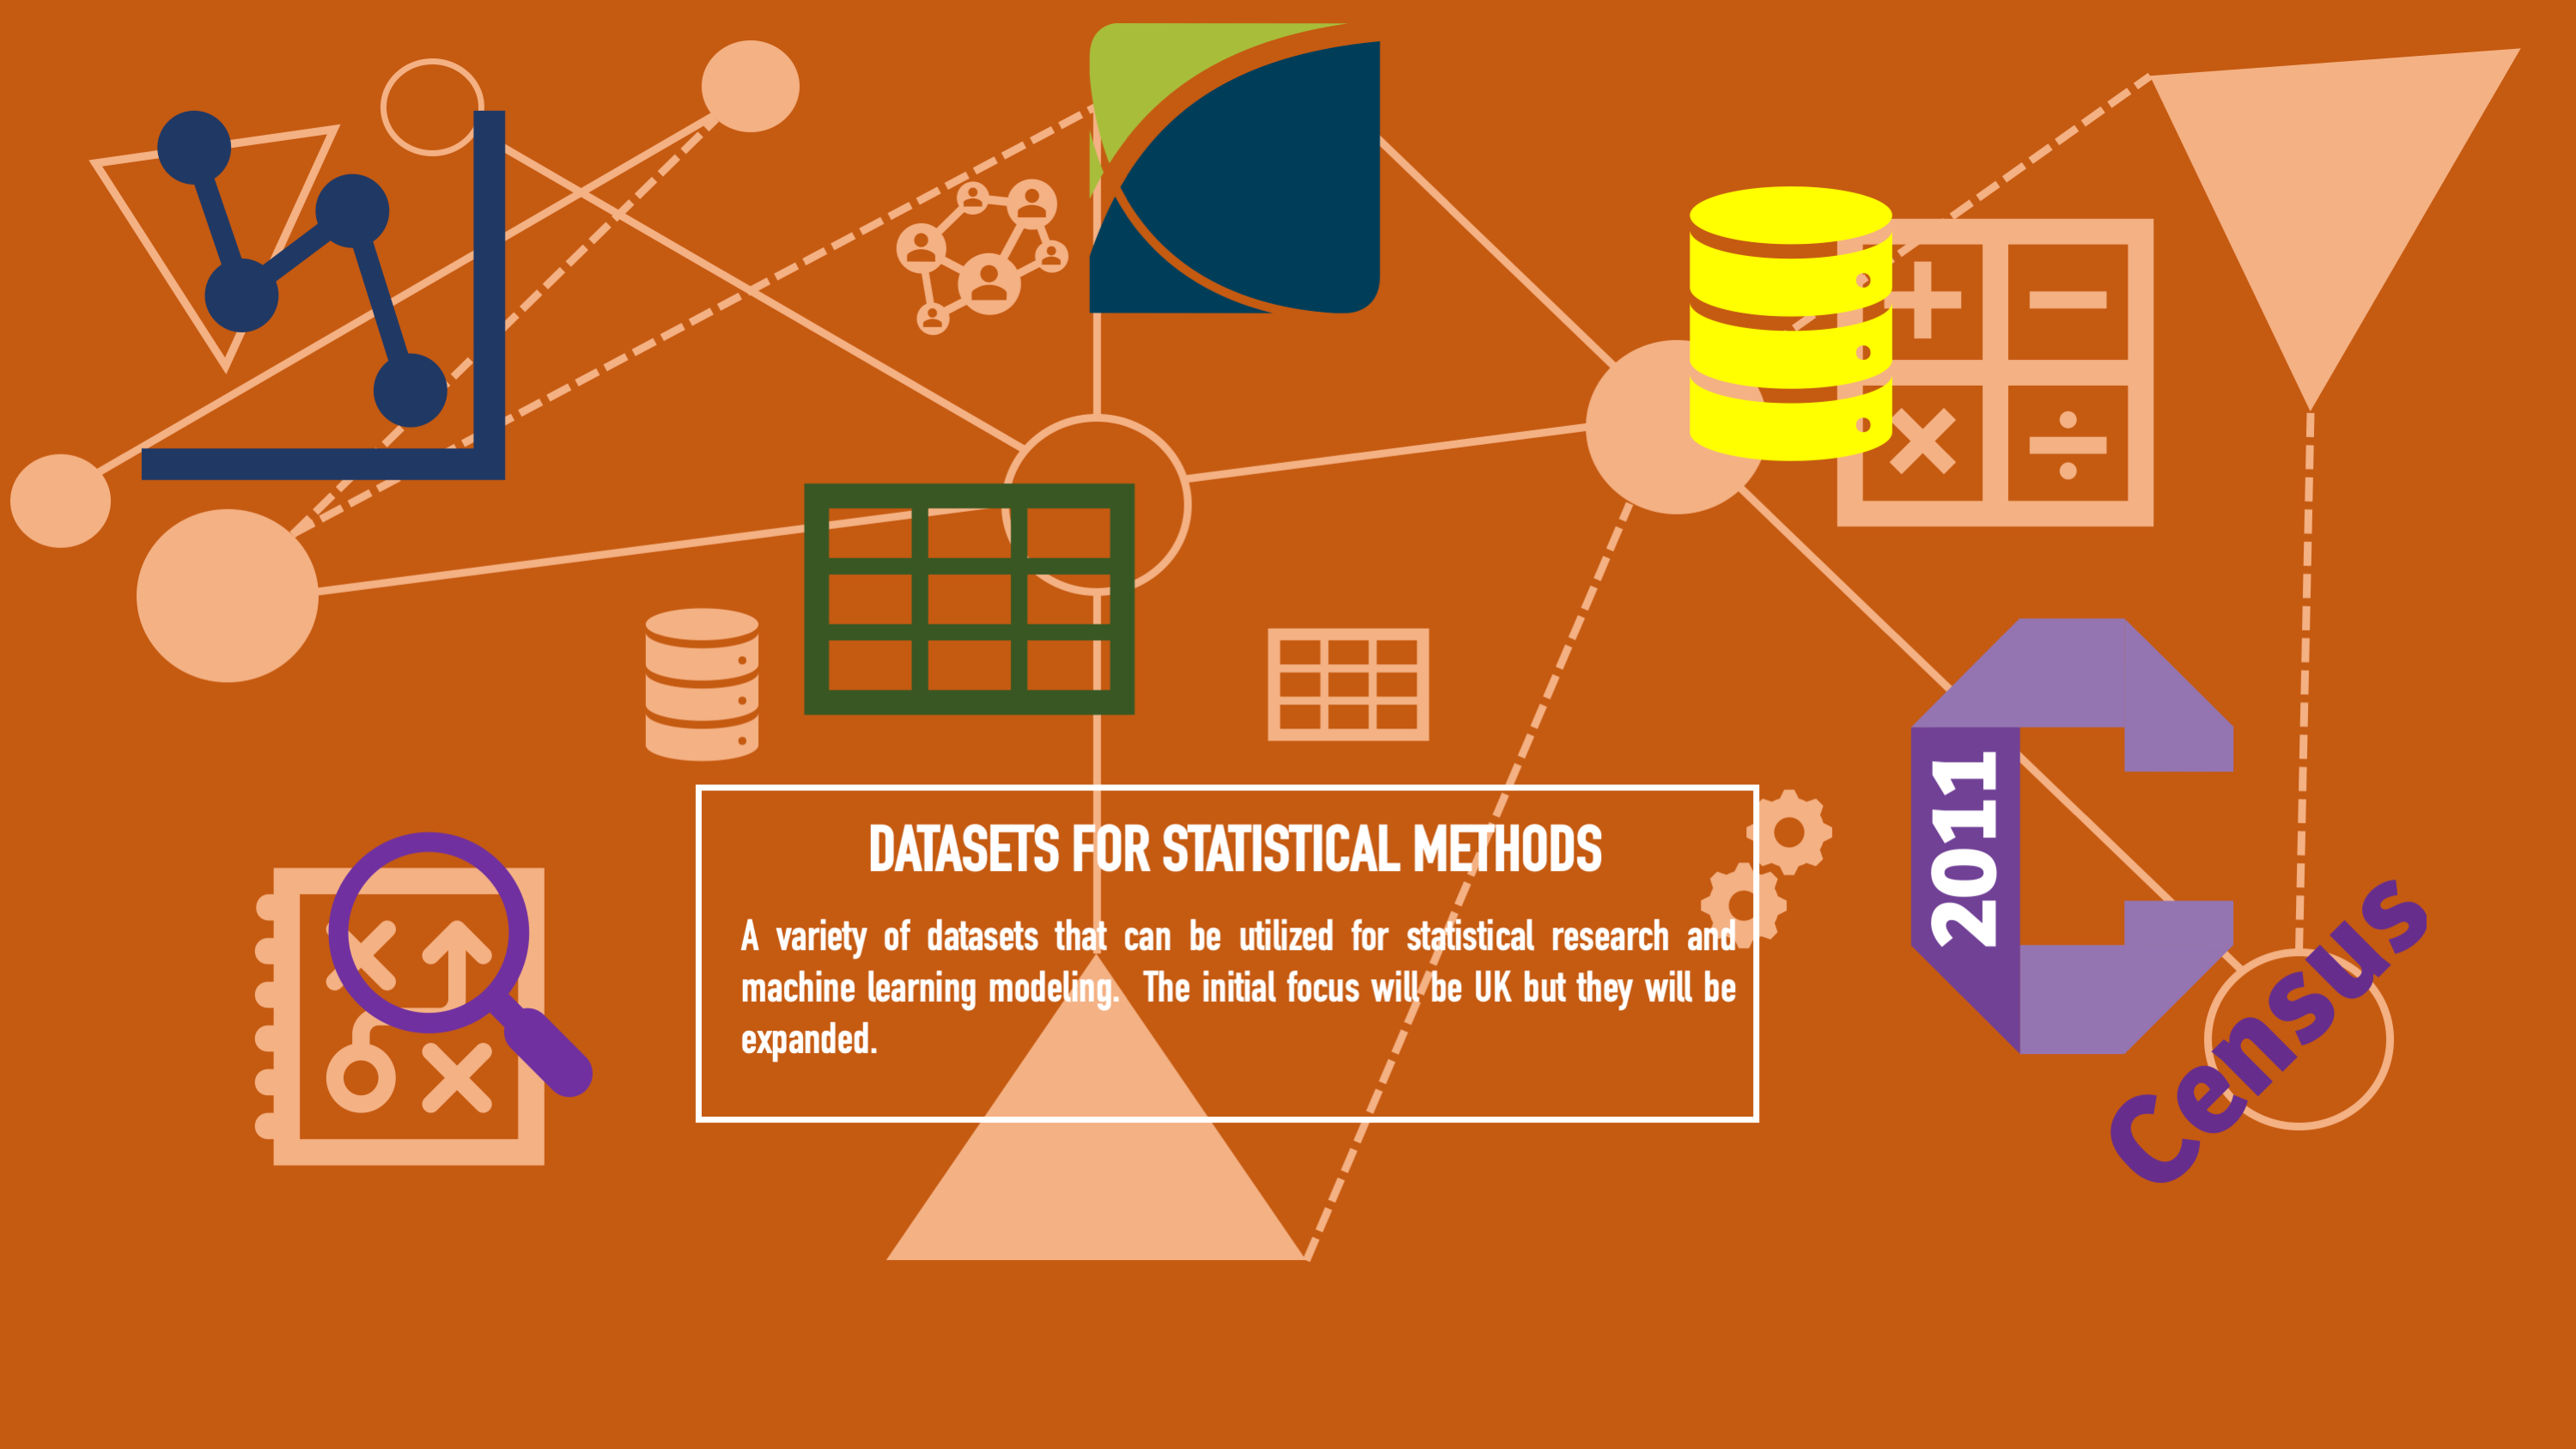 DATASETS FOR STATISTICAL METHODS
A variety of datasets that can be utilized for statistical research and
machine learning modeling. The initial focus will be UK but they will be
expanded.
2011
Census